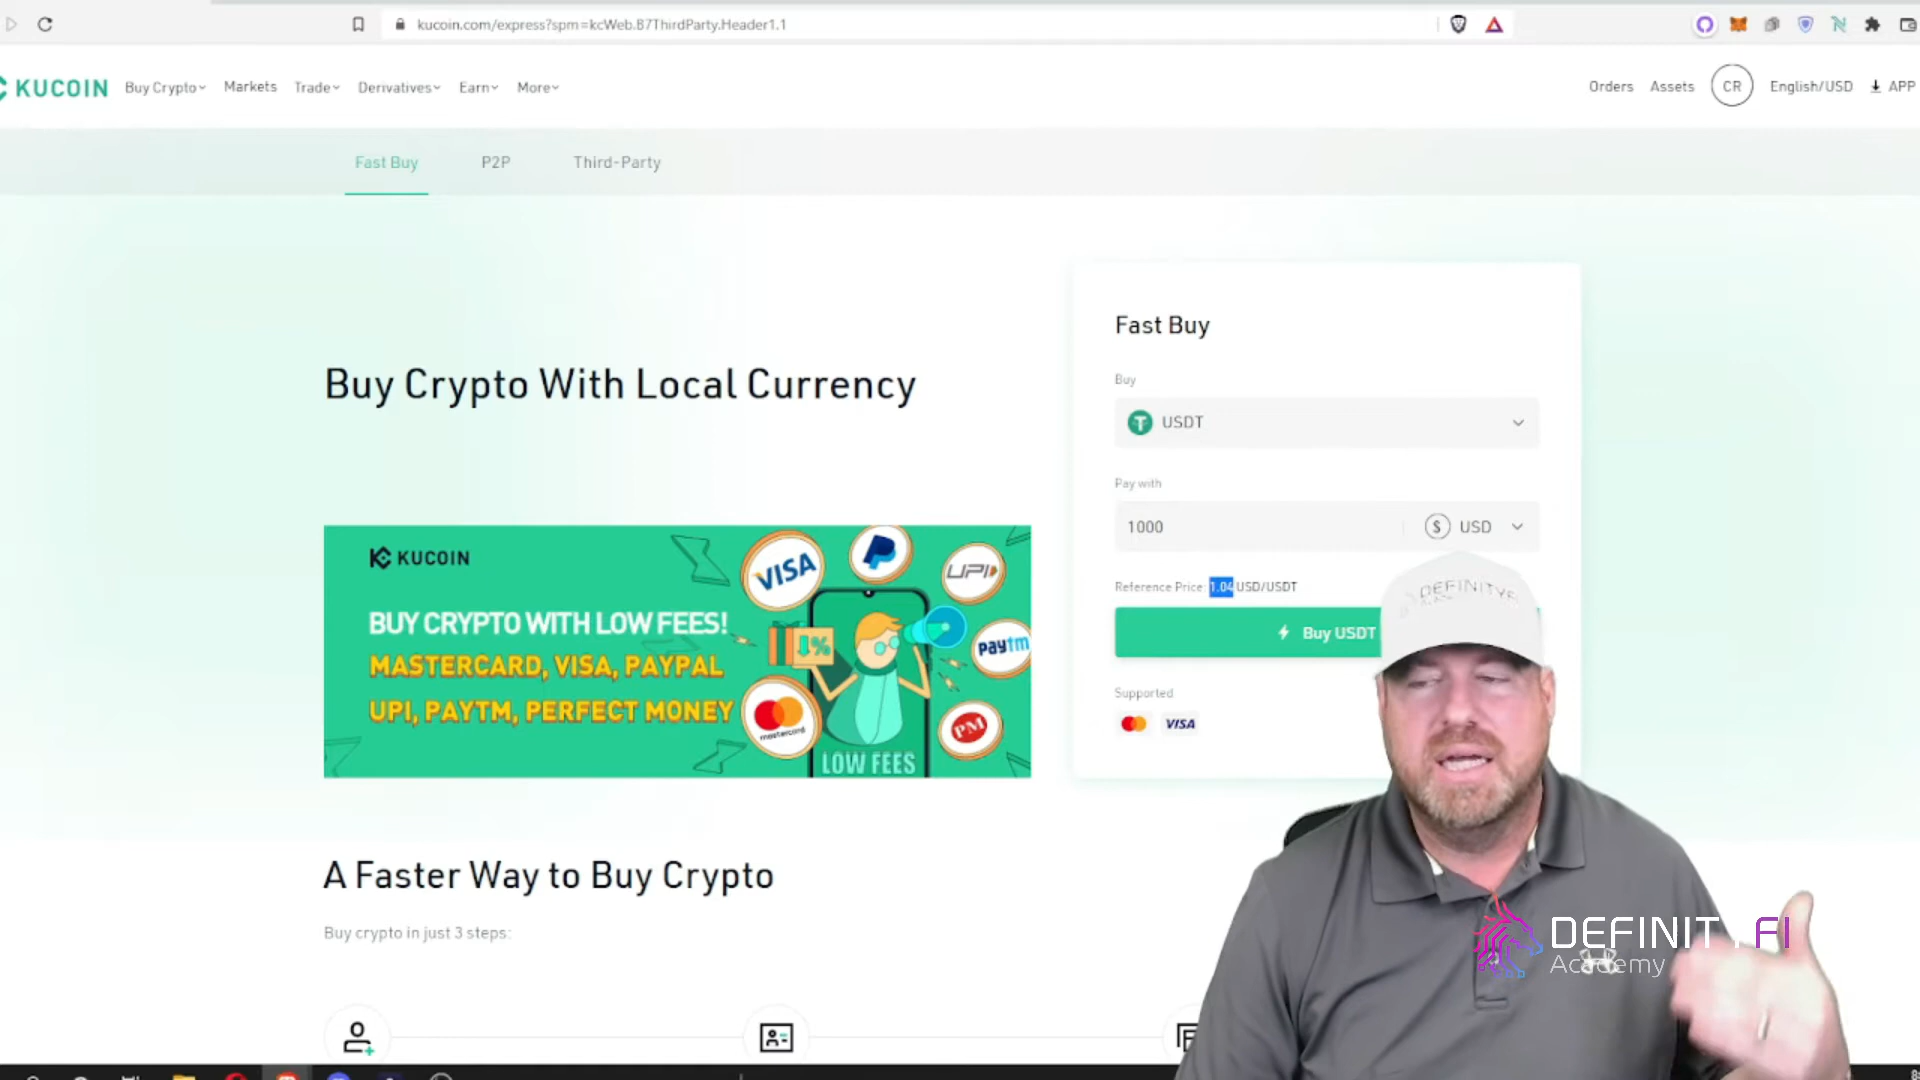 kucoin.com/express?spm=kcWeb.B7ThirdParty.Header1.1
KUCOIN Buy Crypto Markets Trade Derivatives Earn More Orders Assets CR English/USD APP
Fast Buy P2P Third-Party
Fast Buy
Buy
USDT
Buy Crypto With Local Currency
Pay with
1000 $ USD
Reference Price: 1.04 USD/USDT
Buy USDT
Supported
VISA
KUCOIN
BUY CRYPTO WITH LOW FEES!
MASTERCARD, VISA, PAYPAL
UPI, PAYTM, PERFECT MONEY
VISA
UPI
%
paytm
mastercard
PM
LOW FEES
DEFINITYFI
A Faster Way to Buy Crypto
Buy crypto in just 3 steps:
DEFINITYFI
Academy